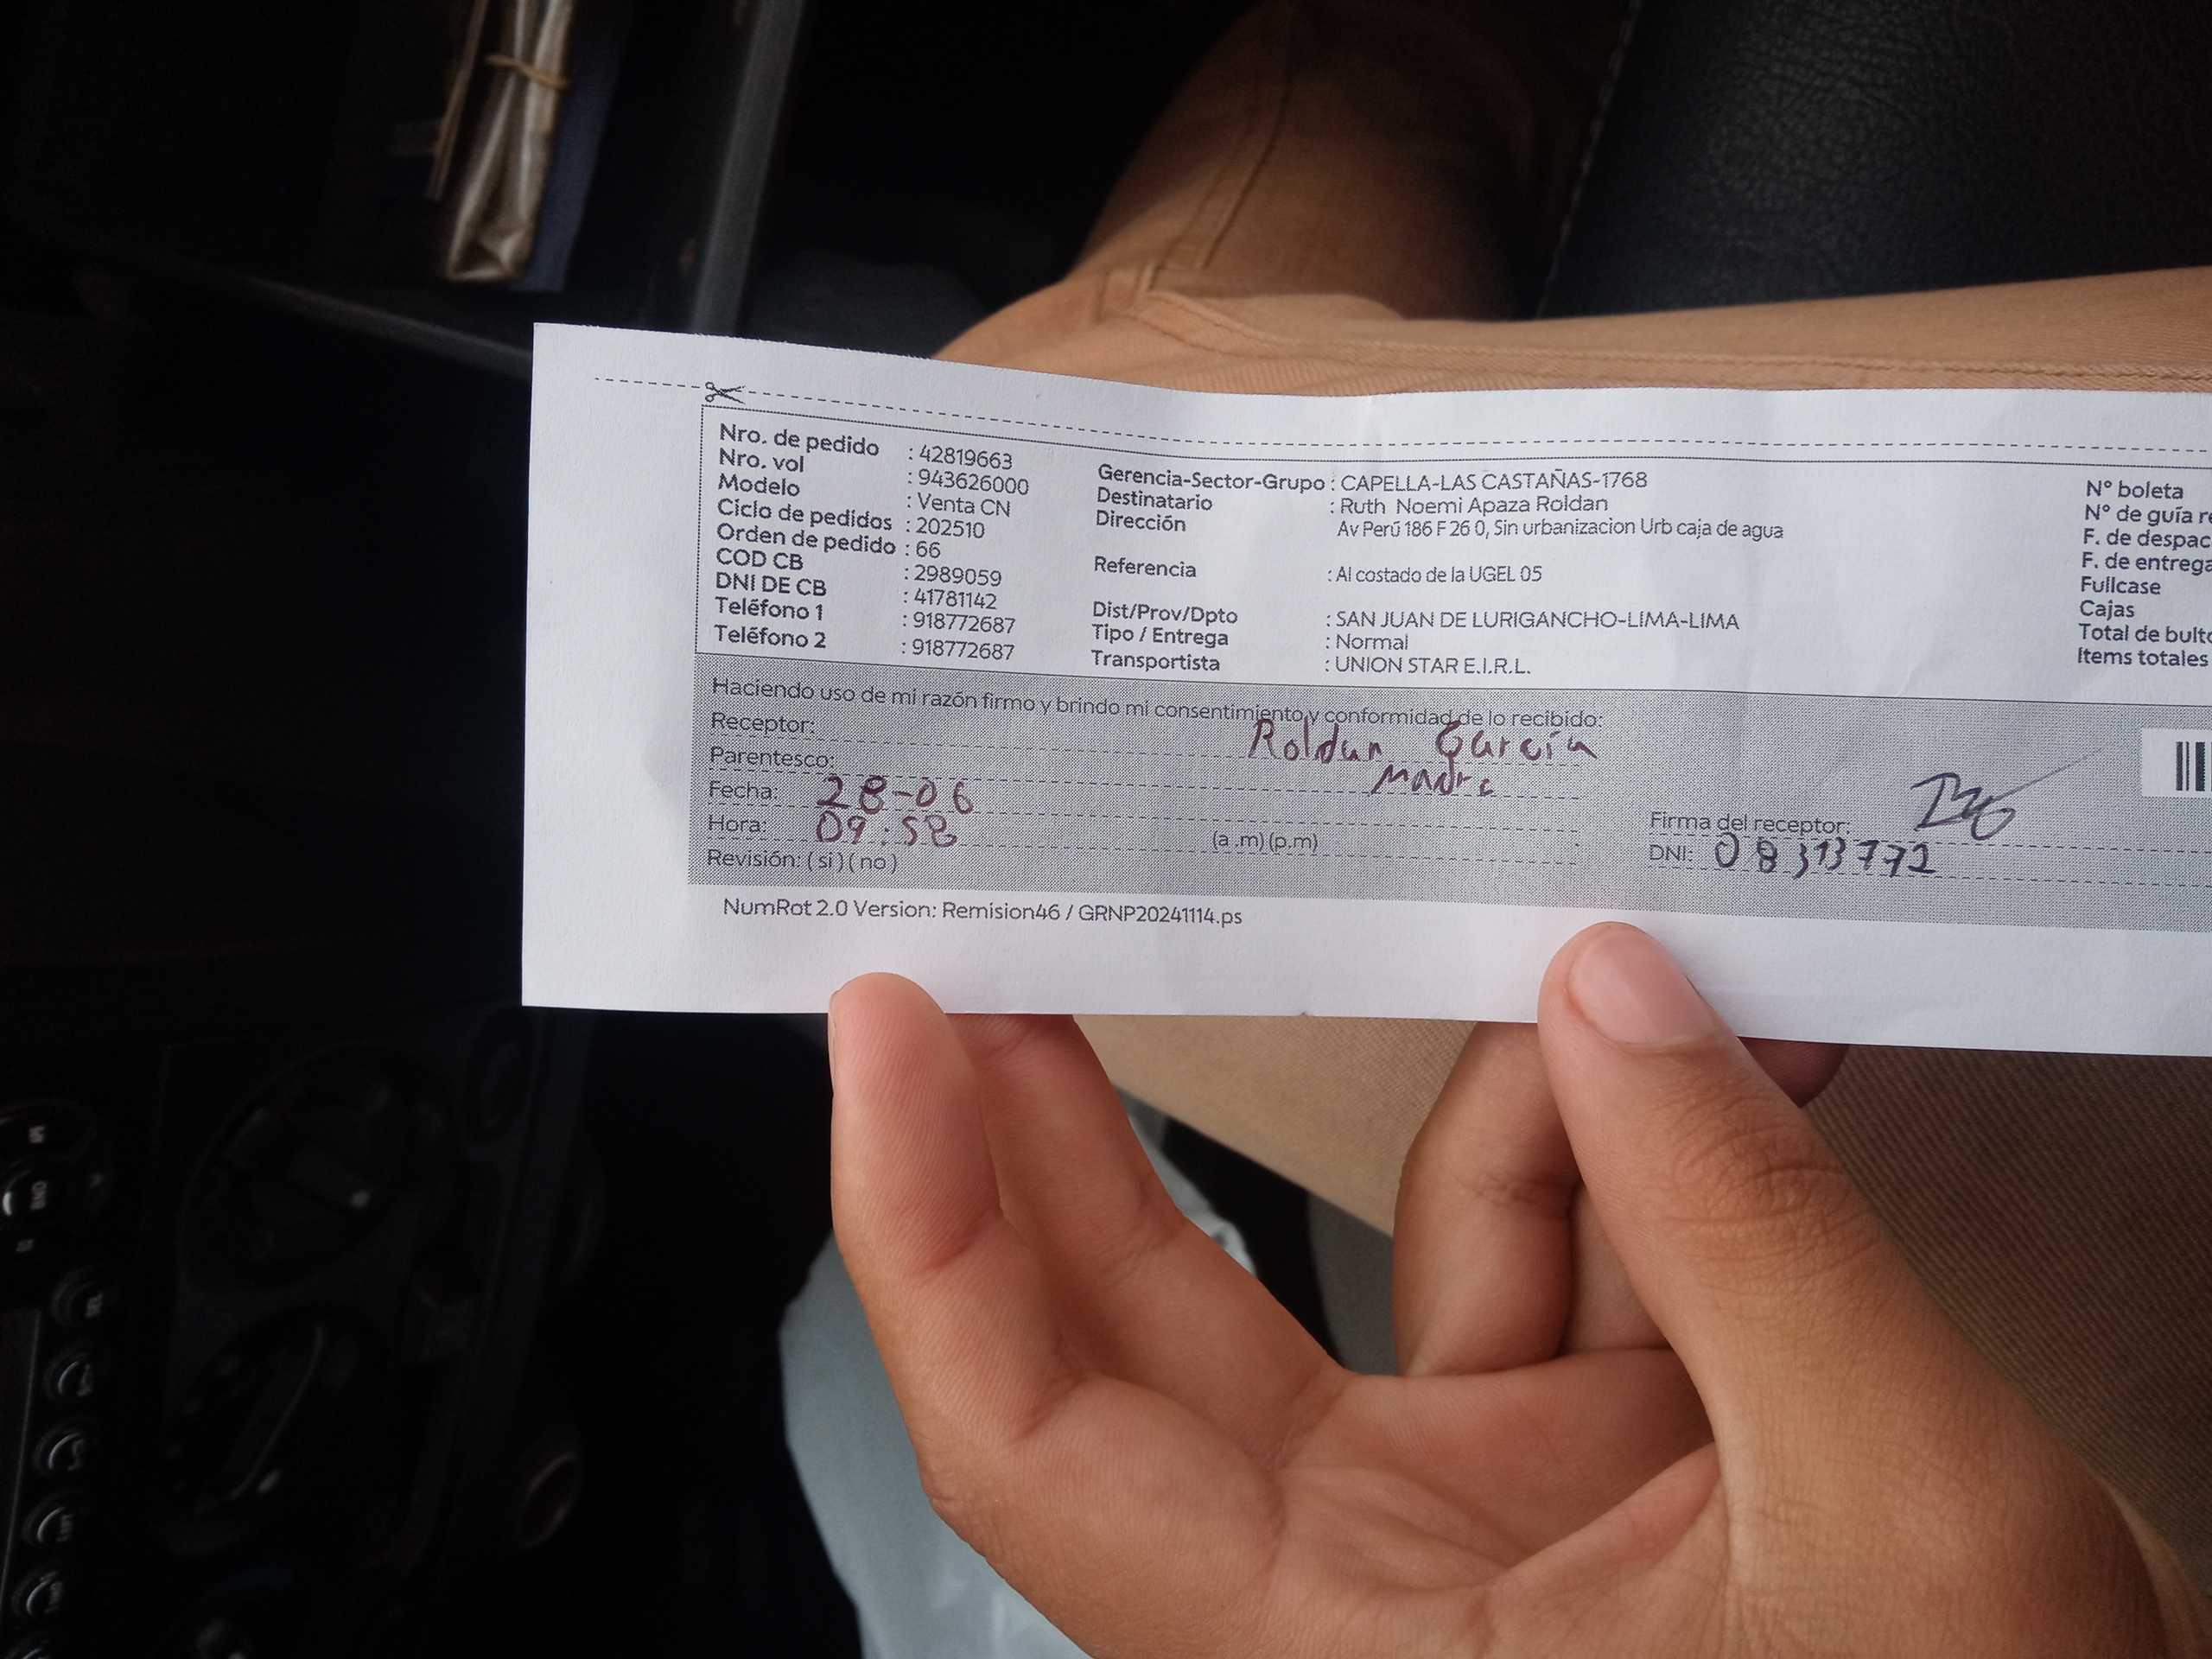 Nro. de pedido : 42819663
Nro. vol : 943626000
Modelo : Venta CN
Ciclo de pedidos : 202510
Orden de pedido : 66
COD CB : 2989059
DNI DE CB : 41781142
Teléfono 1 : 918772687
Teléfono 2 : 918772687
Gerencia-Sector-Grupo : CAPELLA-LAS CASTAÑAS-1768
Destinatario : Ruth Noemi Apaza Roldan
Dirección Av Perú 186 F 26 0, Sin urbanizacion Urb caja de agua
Referencia : Al costado de la UGEL 05
Dist/Prov/Dpto : SAN JUAN DE LURIGANCHO-LIMA-LIMA
Tipo / Entrega : Normal
Transportista : UNION STAR E.I.R.L.
N° boleta
N° de guía re
F. de despac
F. de entrega
Fullcase
Cajas
Total de bulto
Items totales
Haciendo uso de mi razón firmo y brindo mi consentimiento y conformidad de lo recibido:
Receptor: Roldan García
Parentesco: Madre
Fecha: 28-06
Hora: 09:58 (a.m) (p.m)
Revisión: ( si ) ( no )
Firma del receptor:
DNI: 08313772
NumRot 2.0 Version: Remision46 / GRNP20241114.ps